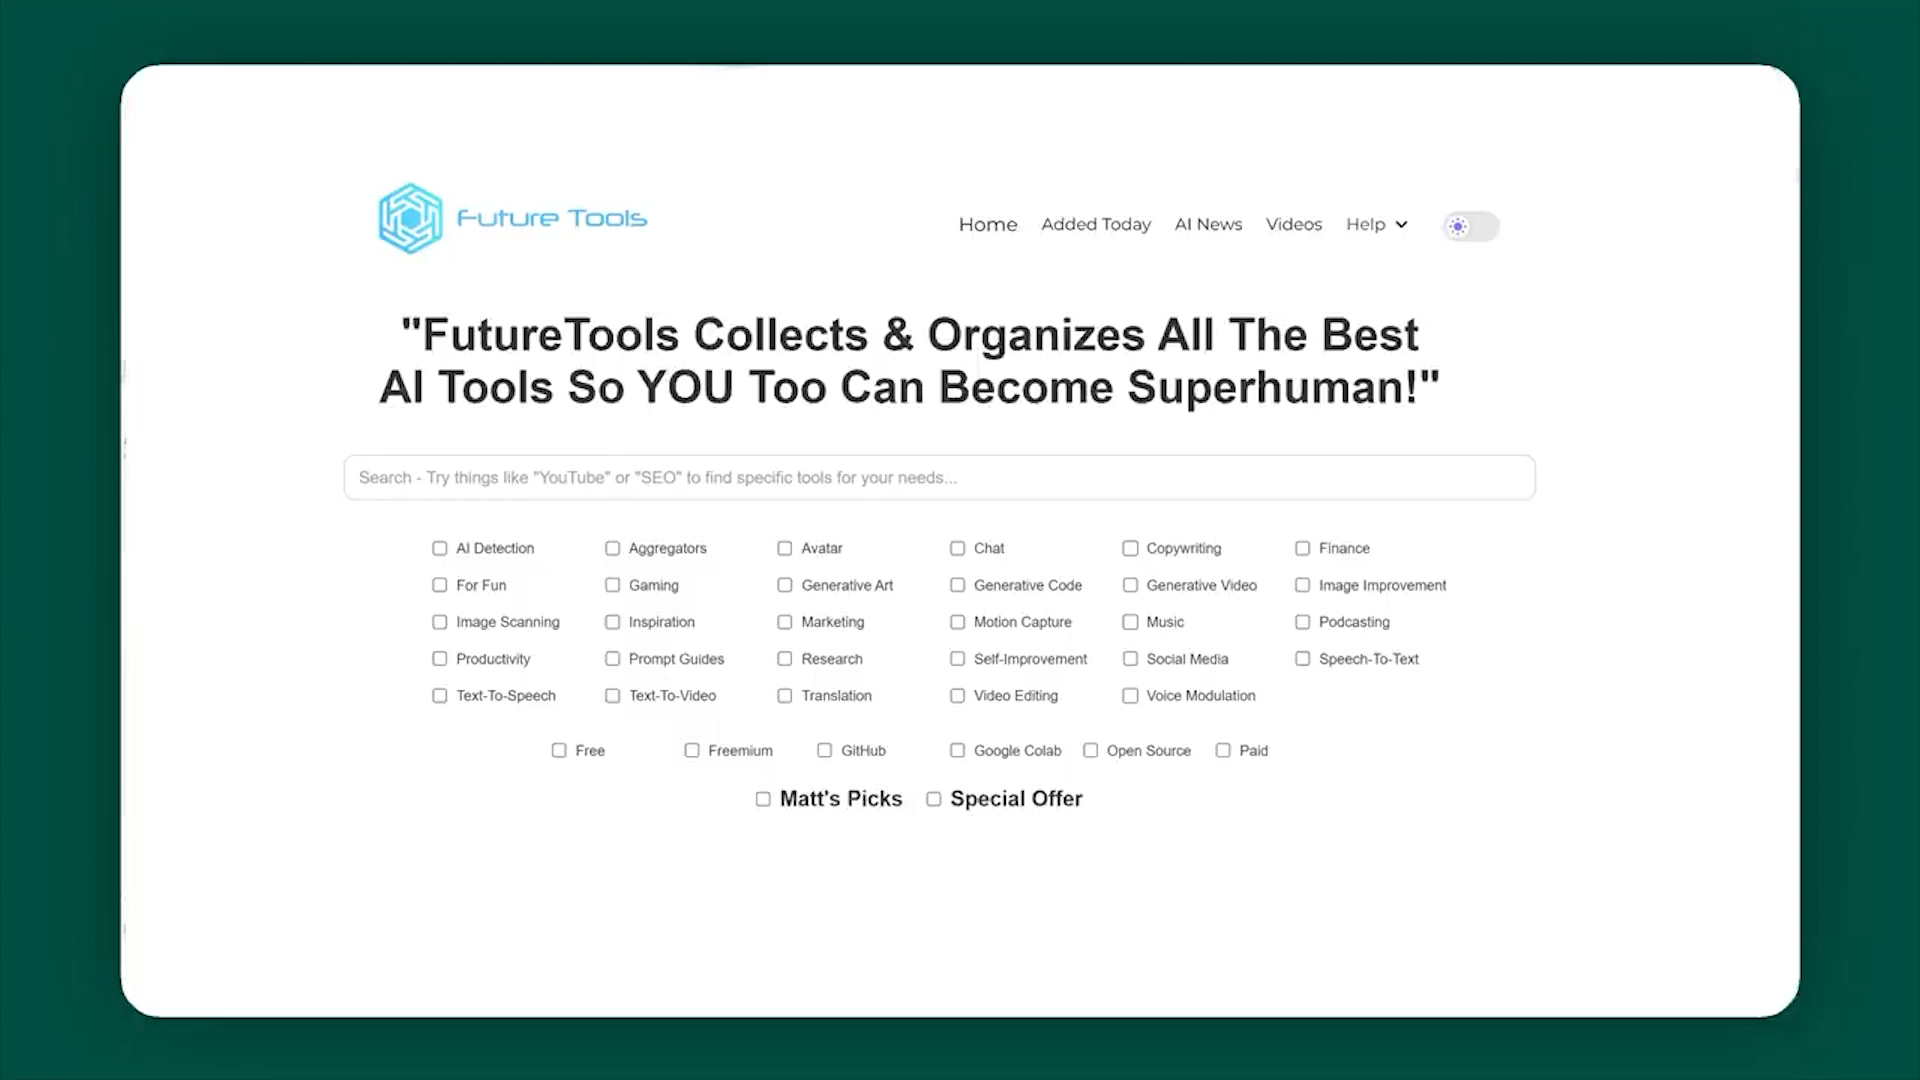 Future Tools
Home Added Today AI News Videos Help
"FutureTools Collects & Organizes All The Best
AI Tools So YOU Too Can Become Superhuman!"
Search - Try things like "YouTube" or "SEO" to find specific tools for your needs...
AI Detection Aggregators Avatar Chat Copywriting Finance
For Fun Gaming Generative Art Generative Code Generative Video Image Improvement
Image Scanning Inspiration Marketing Motion Capture Music Podcasting
Productivity Prompt Guides Research Self-Improvement Social Media Speech-To-Text
Text-To-Speech Text-To-Video Translation Video Editing Voice Modulation
Free Freemium GitHub Google Colab Open Source Paid
Matt's Picks Special Offer